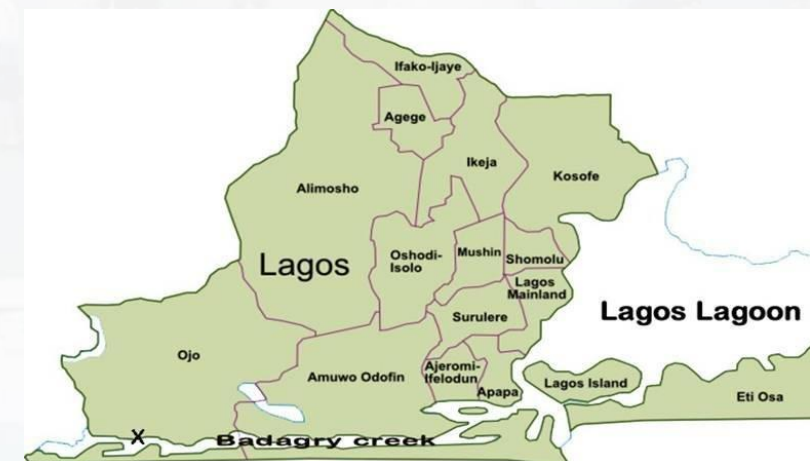 Ifako-Ijaye
Agege
Ikeja
Kosofe
Alimosho
Lagos
Oshodi-
Isolo
Mushin
Shomolu
Lagos
Mainland
Surulere
Lagos Lagoon
Ojo
Amuwo Odofin
Ajeromi-
Ifelodun
Apapa
Lagos Island
Eti Osa
X
Badagry creek